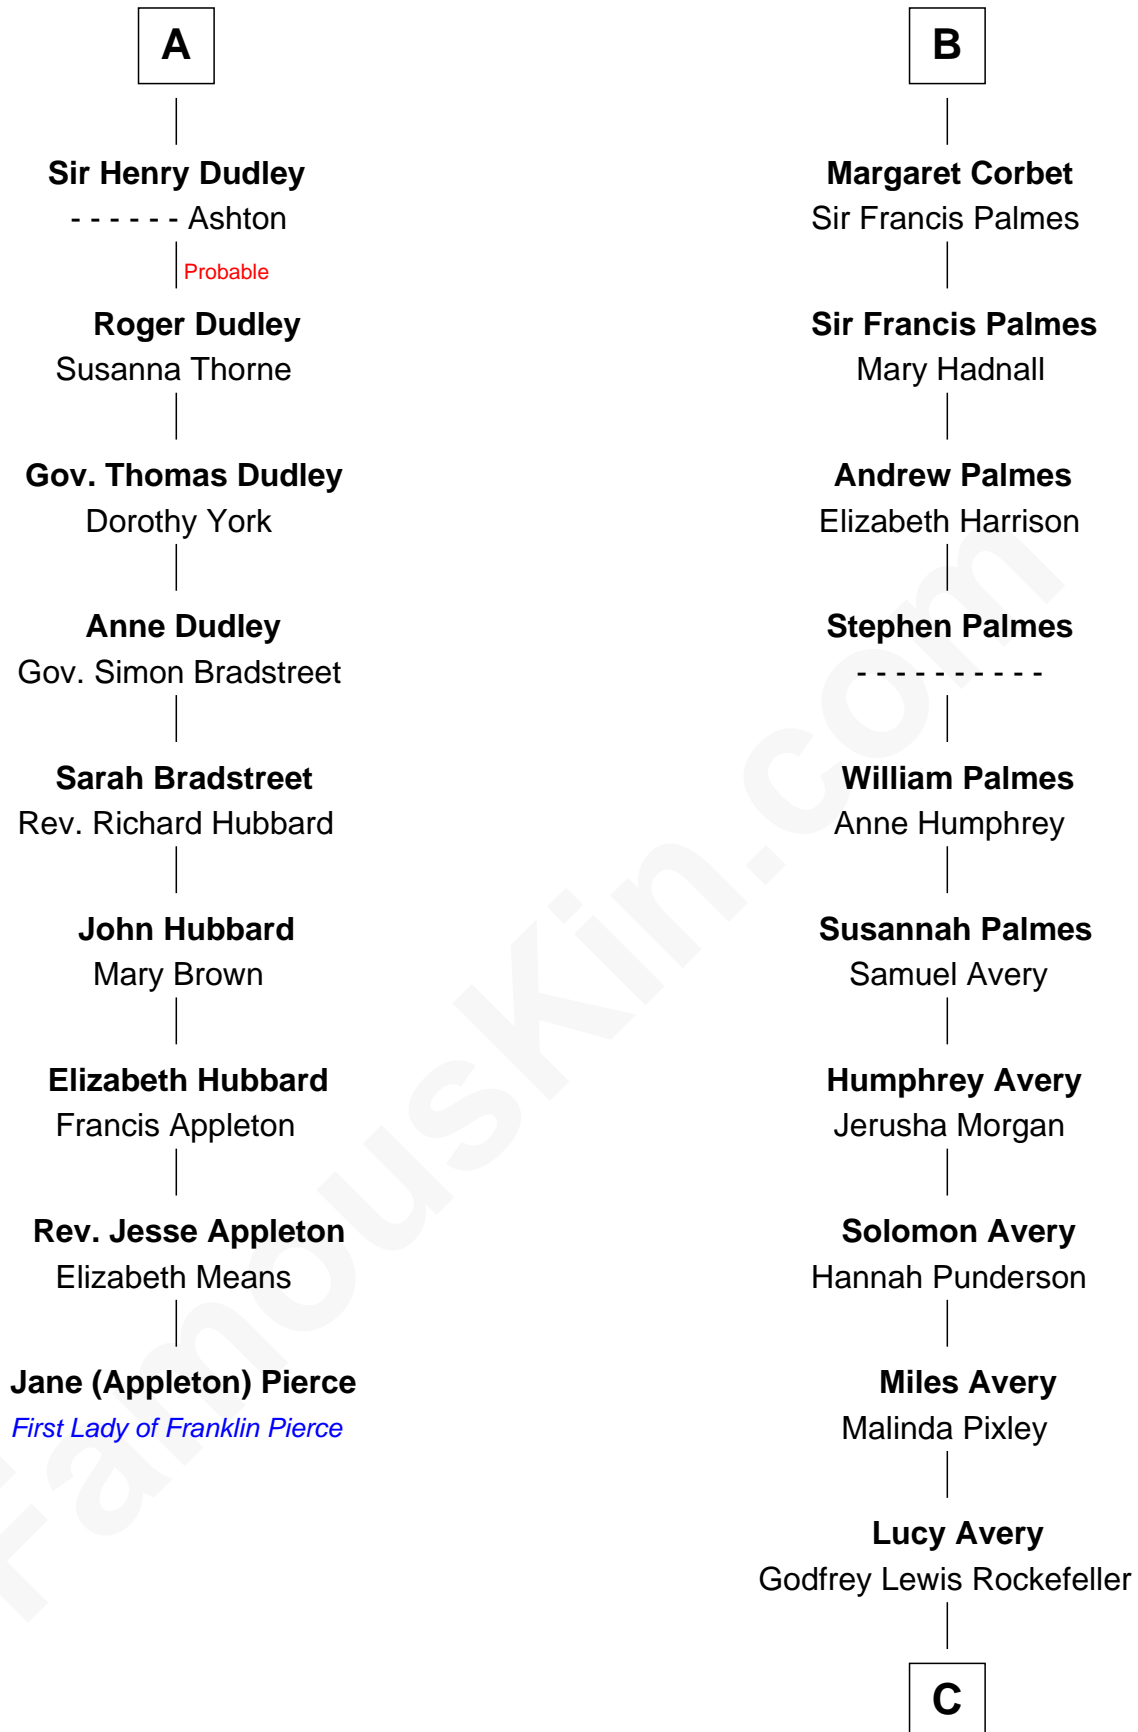 A
Sir Henry Dudley
- - - - - - Ashton
Probable
Roger Dudley
Susanna Thorne
Gov. Thomas Dudley
Dorothy York
Anne Dudley
Gov. Simon Bradstreet
Sarah Bradstreet
Rev. Richard Hubbard
John Hubbard
Mary Brown
Elizabeth Hubbard
Francis Appleton
Rev. Jesse Appleton
Elizabeth Means
Jane (Appleton) Pierce
First Lady of Franklin Pierce
B
Margaret Corbet
Sir Francis Palmes
Sir Francis Palmes
Mary Hadnall
Andrew Palmes
Elizabeth Harrison
Stephen Palmes
- - - - - - - - - -
William Palmes
Anne Humphrey
Susannah Palmes
Samuel Avery
Humphrey Avery
Jerusha Morgan
Solomon Avery
Hannah Punderson
Miles Avery
Malinda Pixley
Lucy Avery
Godfrey Lewis Rockefeller
C
FamousKin.com